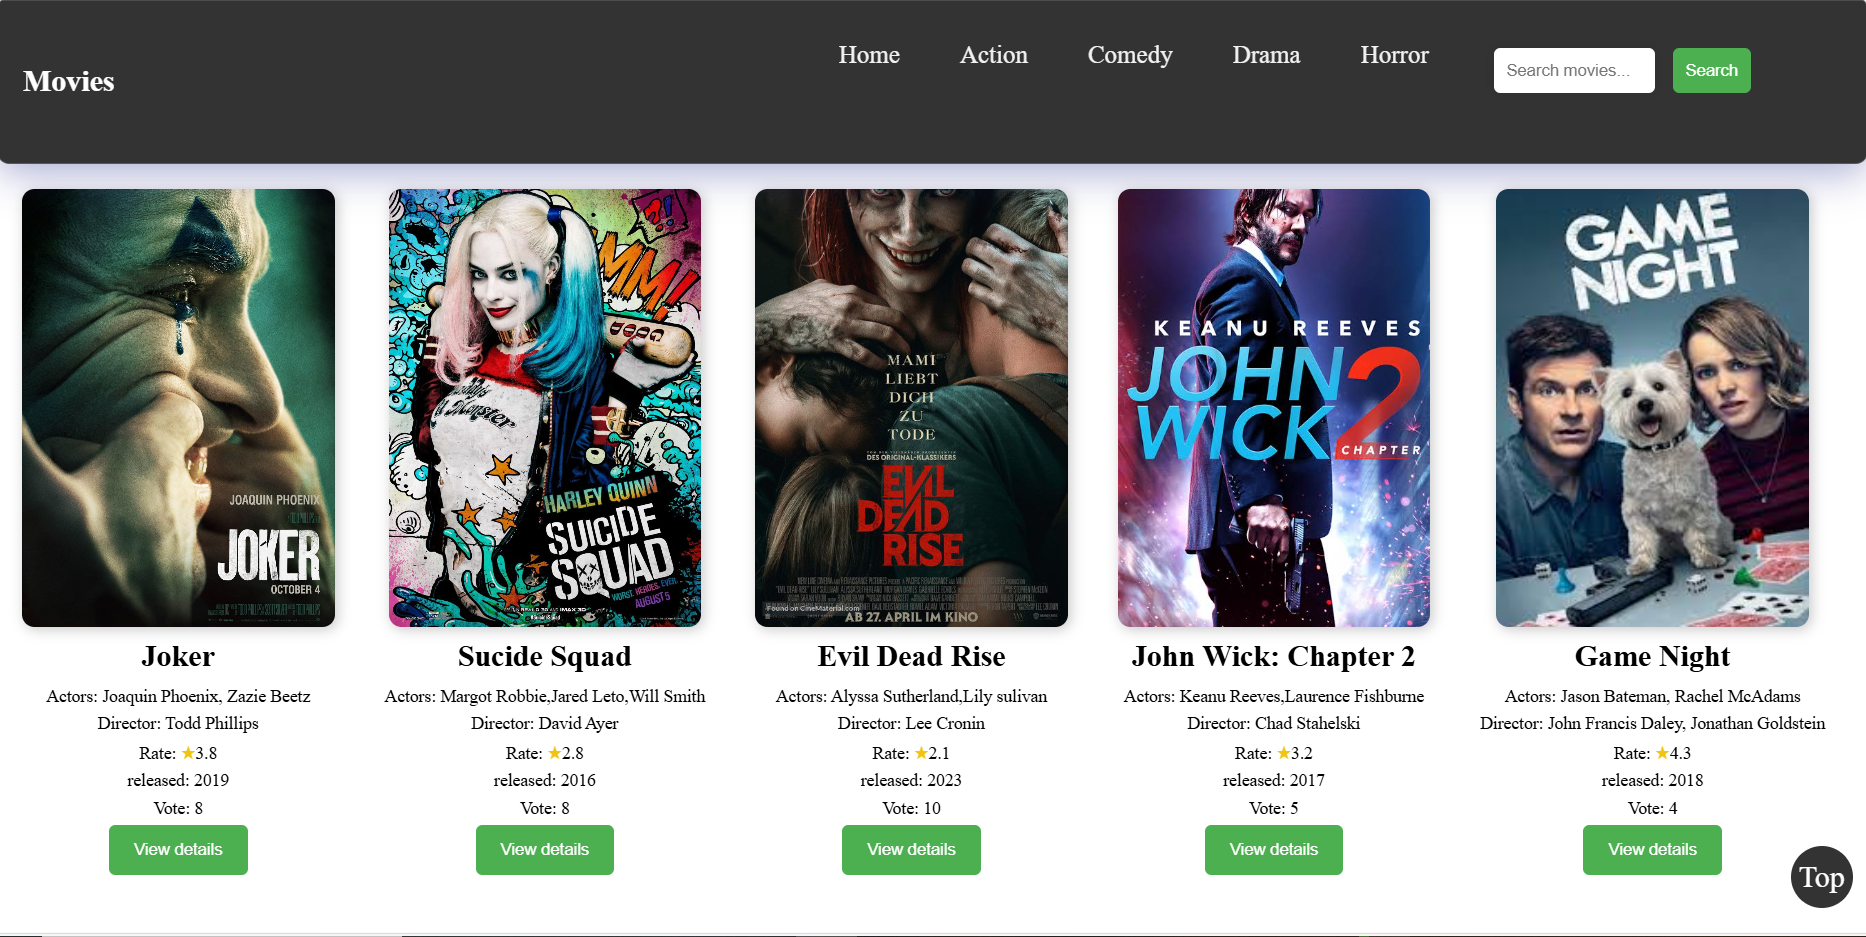 Movies
Home
Action
Comedy
Drama
Horror
Search movies...
Search
JOAQUIN PHOENIX
JOKER
OCTOBER 4
HARLEY QUINN
SUICIDE
SQUAD
WORST. HEROES. EVER.
AUGUST 5
MAMI
LIEBT
DICH
ZU
TODE
DES ORIGINAL-KLASSIKERS
EVIL
DEAD
RISE
Found on CineMaterial.com
AB 27. APRIL IM KINO
KEANU REEVES
JOHN
WICK 2
CHAPTER
GAME
NIGHT
Joker
Actors: Joaquin Phoenix, Zazie Beetz
Director: Todd Phillips
Rate: ★3.8
released: 2019
Vote: 8
View details
Sucide Squad
Actors: Margot Robbie,Jared Leto,Will Smith
Director: David Ayer
Rate: ★2.8
released: 2016
Vote: 8
View details
Evil Dead Rise
Actors: Alyssa Sutherland,Lily sulivan
Director: Lee Cronin
Rate: ★2.1
released: 2023
Vote: 10
View details
John Wick: Chapter 2
Actors: Keanu Reeves,Laurence Fishburne
Director: Chad Stahelski
Rate: ★3.2
released: 2017
Vote: 5
View details
Game Night
Actors: Jason Bateman, Rachel McAdams
Director: John Francis Daley, Jonathan Goldstein
Rate: ★4.3
released: 2018
Vote: 4
View details
Top